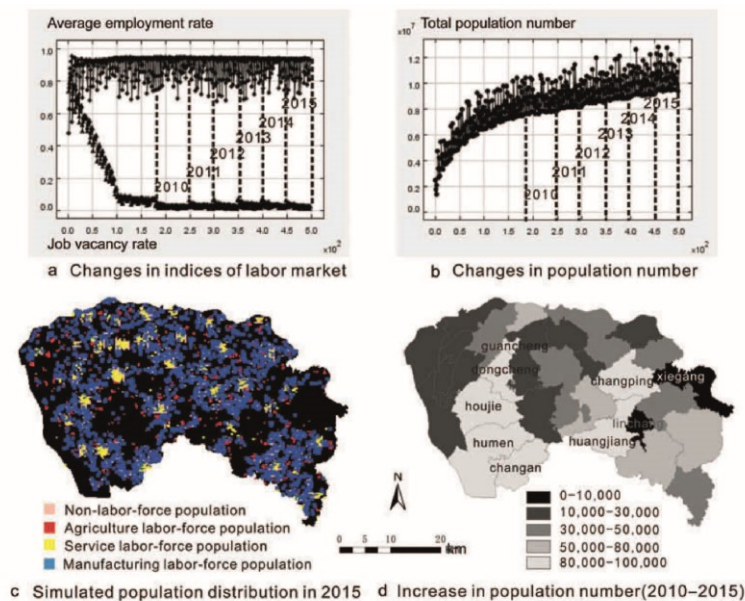 Average employment rate
1.0
0.8
0.6
0.4
0.2
0.0
2010
2011
2012
2013
2014
2015
0.0 0.5 1.0 1.5 2.0 2.5 3.0 3.5 4.0 4.5 5.0
×10²
Job vacancy rate
a Changes in indices of labor market
Total population number
×10⁷
1.2
1.0
0.8
0.6
0.4
0.2
0.0
2010
2011
2012
2013
2014
2015
0.0 0.5 1.0 1.5 2.0 2.5 3.0 3.5 4.0 4.5 5.0
×10²
b Changes in population number
Non-labor-force population
Agriculture labor-force population
Service labor-force population
Manufacturing labor-force population
c Simulated population distribution in 2015
N
0 5 10 20
km
guancheng
dongcheng
houjie
humen
changan
changping
xiegang
huangjiang
0-10,000
10,000-30,000
30,000-50,000
50,000-80,000
80,000-100,000
d Increase in population number(2010–2015)